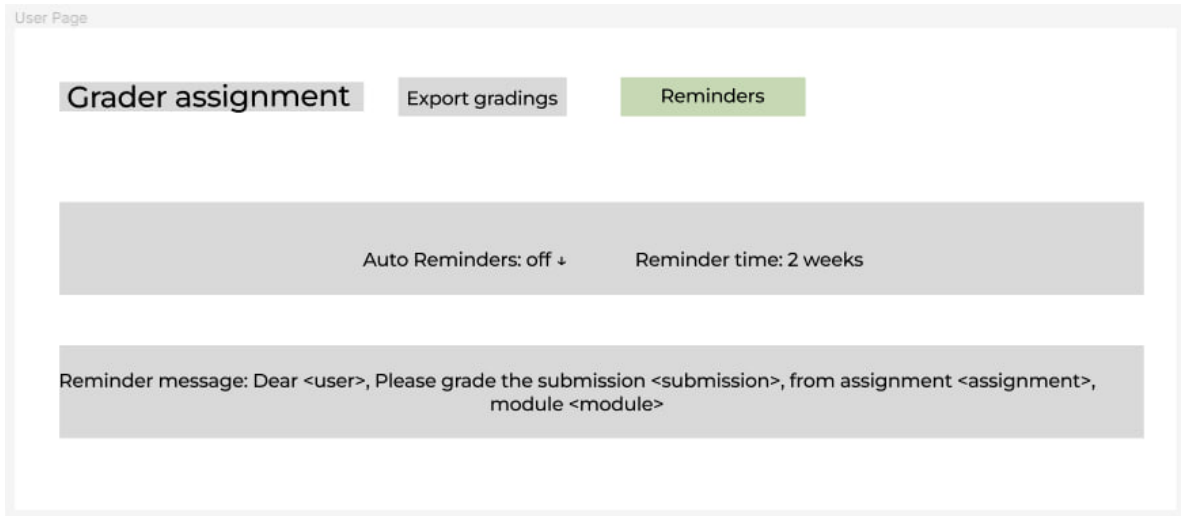 User Page
Grader assignment
Export gradings
Reminders
Auto Reminders: off ↓
Reminder time: 2 weeks
Reminder message: Dear <user>, Please grade the submission <submission>, from assignment <assignment>,
module <module>